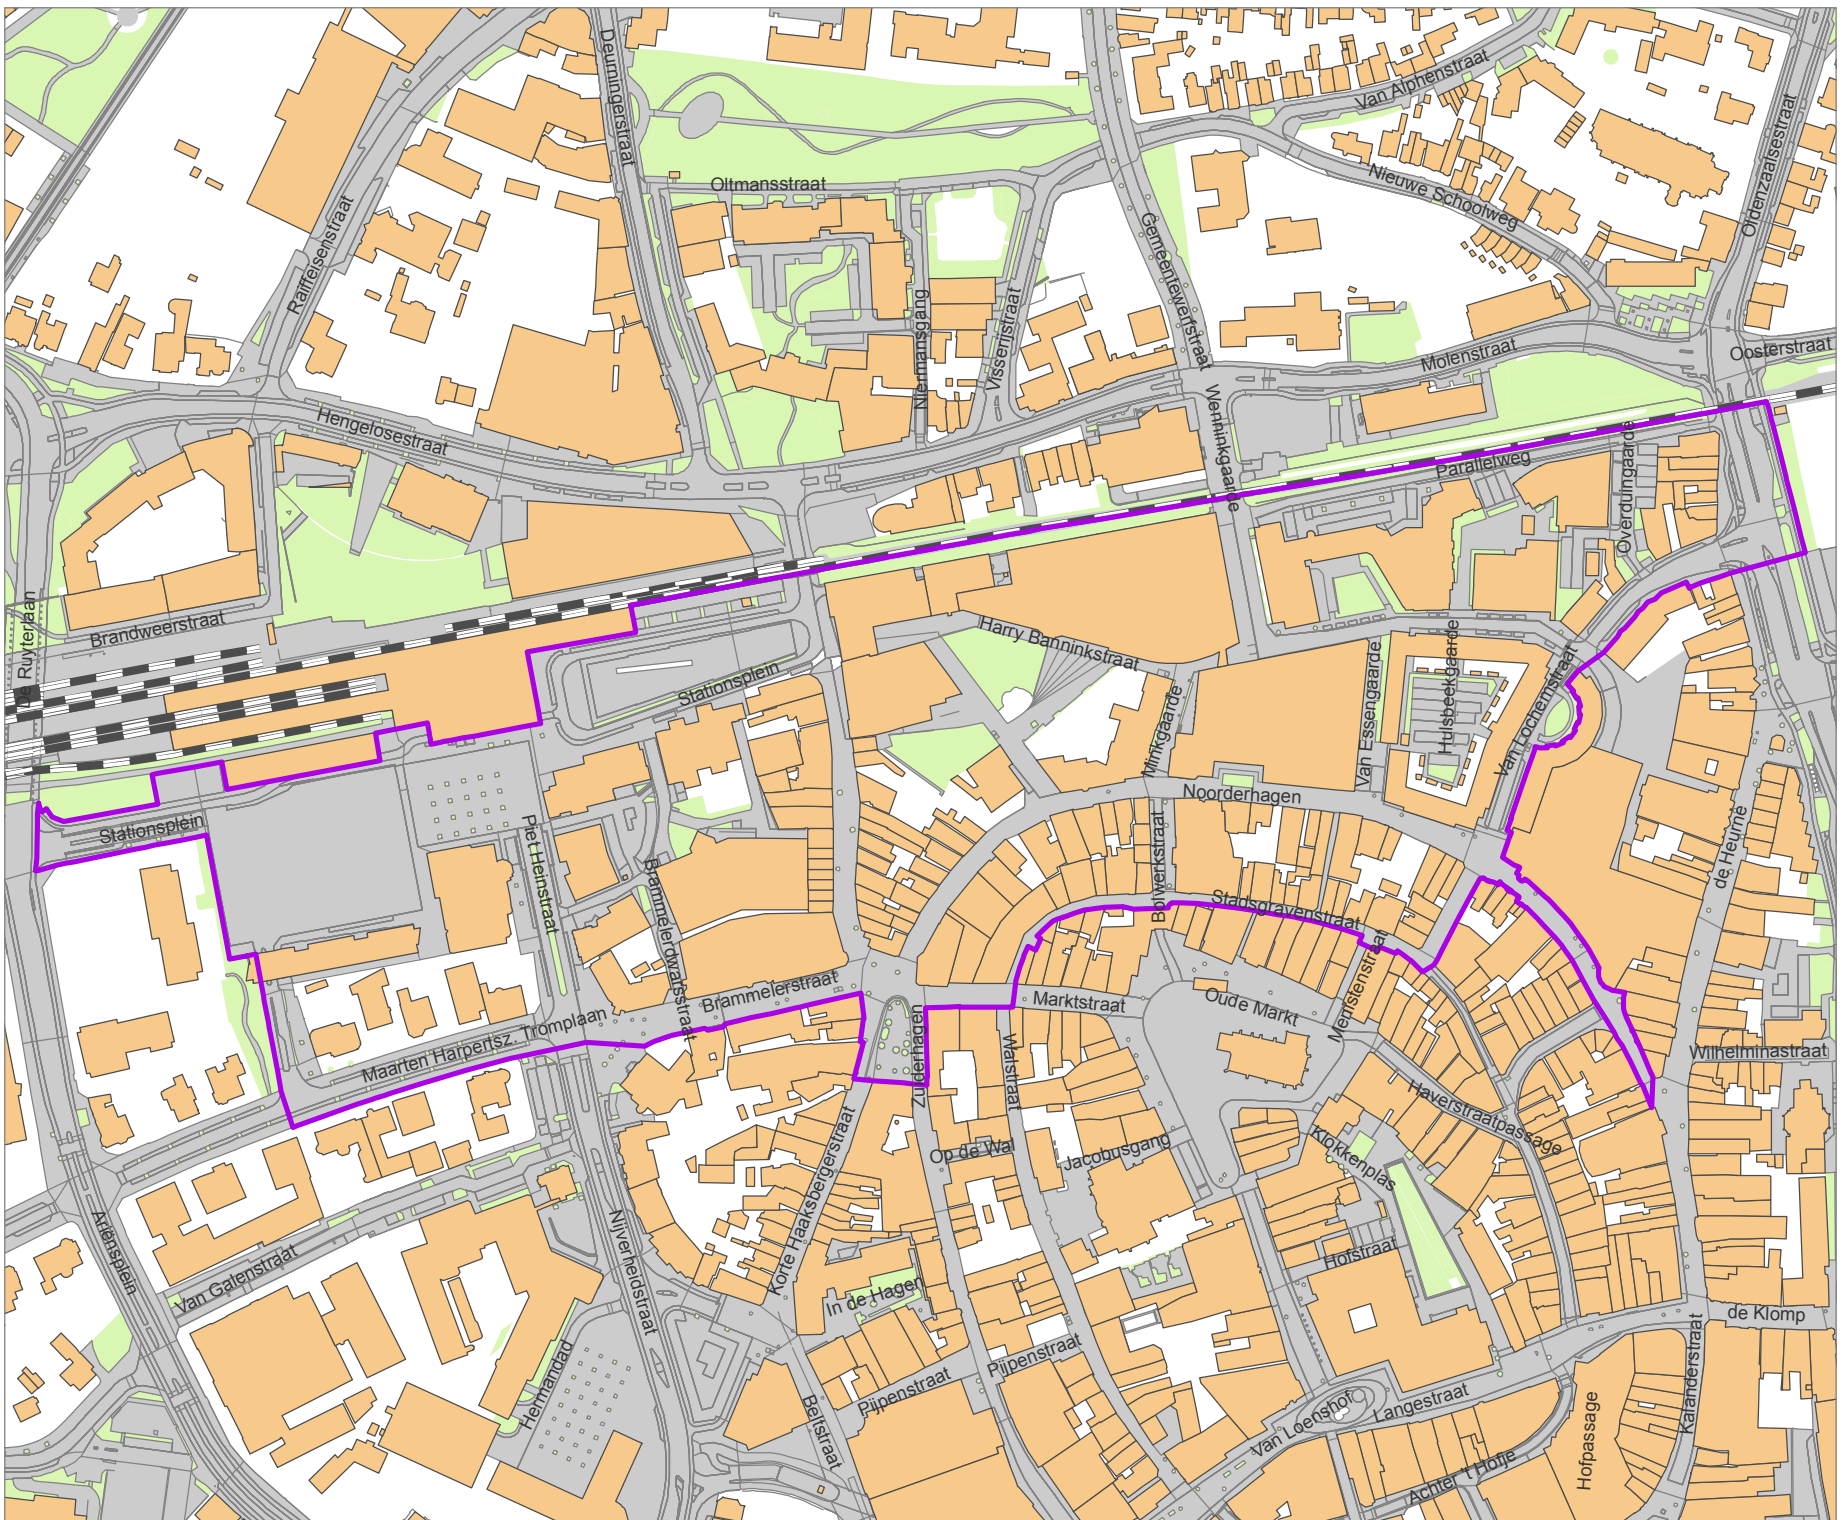 Deurningerstraat
Van Alphenstraat
Oldenzaalsestraat
Oltmansstraat
Nieuwe Schoolweg
Raiffeisenstraat
Gemeentewerfstraat
Niermansgang
Visserijstraat
Molenstraat
Oosterstraat
Hengelosestraat
Wenninkgaarde
Parallelweg
Overduingaarde
De Ruyterlaan
Brandweerstraat
Harry Banninkstraat
Stationsplein
Minkgaarde
Van Essengaarde
Hulsbeekgaarde
Van Lochemstraat
Noorderhagen
Stationsplein
Piet Heinstraat
Brammelerdwarsstraat
Bolwerkstraat
Stadsgravenstraat
de Heurne
Menistenstraat
Brammelerstraat
Zuiderhagen
Marktstraat
Oude Markt
Maarten Harpertsz. Tromplaan
Walstraat
Wilhelminastraat
Haverstraatpassage
Klokkenplas
Op de Wal
Jacobusgang
Korte Haaksbergerstraat
Ariënsplein
Van Galenstraat
Nijverheidstraat
In de Hagen
Hofstraat
de Klomp
Kalanderstraat
Hermandad
Pijpenstraat
Pijpenstraat
Beltstraat
Van Loenshof
Langestraat
Hofpassage
Achter 't Hofje